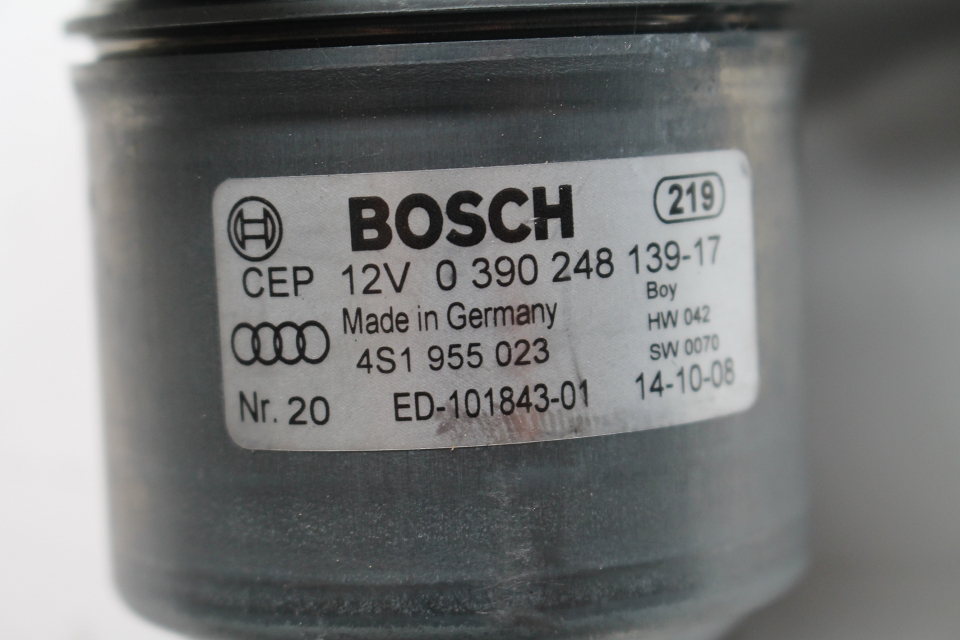 BOSCH 219
CEP 12V 0 390 248 139-17
Made in Germany Boy
HW 042
4S1 955 023 SW 0070
Nr. 20 ED-101843-01 14-10-08